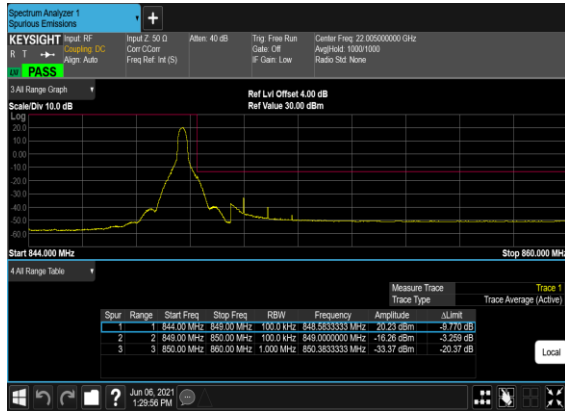 Spectrum Analyzer 1
Spurious Emissions
+
KEYSIGHT Input: RF Input Z: 50 Ω Atten: 40 dB Trig: Free Run Center Freq: 22.005000000 GHz
R T Coupling: DC Corr CCorr Gate: Off Avg|Hold: 1000/1000
Align: Auto Freq Ref: Int (S) IF Gain: Low Radio Std: None
PASS
3 All Range Graph
Ref Lvl Offset 4.00 dB
Scale/Div 10.0 dB Ref Value 30.00 dBm
Log
20.0
10.0
0.00
-10.0
-20.0
-30.0
-40.0
-50.0
-60.0
Start 844.000 MHz Stop 860.000 MHz
4 All Range Table
Measure Trace Trace 1
Trace Type Trace Average (Active)
Spur Range Start Freq Stop Freq RBW Frequency Amplitude ΔLimit
1 1 844.00 MHz 849.00 MHz 100.0 kHz 848.5833333 MHz 20.23 dBm -9.770 dB
2 2 849.00 MHz 850.00 MHz 100.0 kHz 849.0000000 MHz -16.26 dBm -3.259 dB
3 3 850.00 MHz 860.00 MHz 1.000 MHz 850.3833333 MHz -33.37 dBm -20.37 dB
Local
? Jun 06, 2021
1:29:56 PM